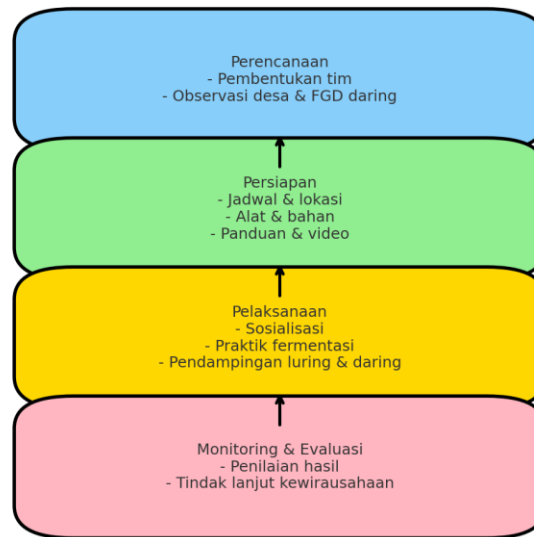 Perencanaan
- Pembentukan tim
- Observasi desa & FGD daring
Persiapan
- Jadwal & lokasi
- Alat & bahan
- Panduan & video
Pelaksanaan
- Sosialisasi
- Praktik fermentasi
- Pendampingan luring & daring
Monitoring & Evaluasi
- Penilaian hasil
- Tindak lanjut kewirausahaan